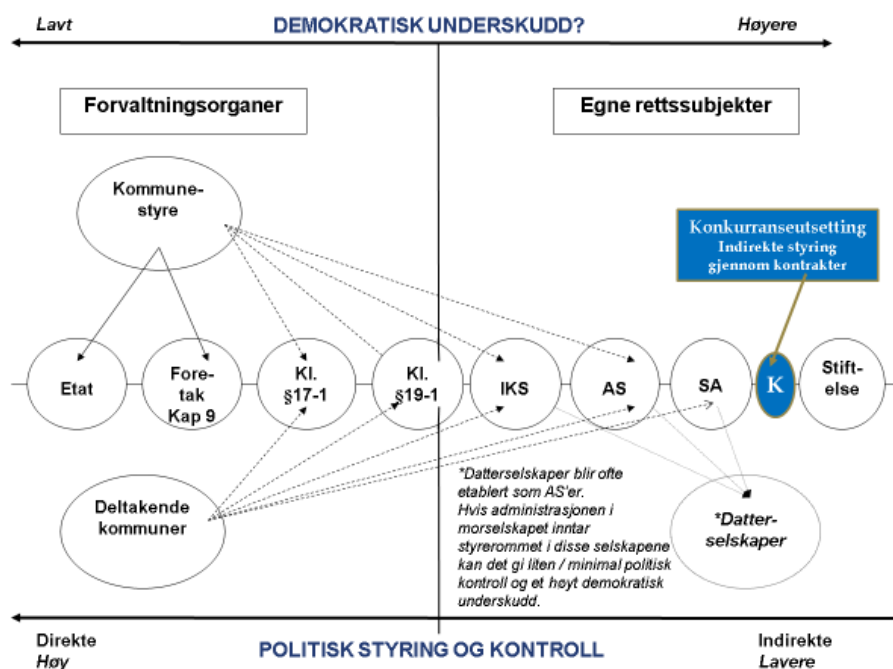 Lavt
DEMOKRATISK UNDERSKUDD?
Høyere
Forvaltningsorganer
Egne rettssubjekter
Kommune-
styre
Konkurranseutsetting
Indirekte styring
gjennom kontrakter
Etat
Fore-
tak
Kap 9
Kl.
§17-1
Kl.
§19-1
IKS
AS
SA
K
Stift-
else
Deltakende
kommuner
*Datterselskaper blir ofte
etablert som AS'er.
Hvis administrasjonen i
morselskapet inntar
styrerommet i disse selskapene
kan det gi liten / minimal politisk
kontroll og et høyt demokratisk
underskudd.
*Datter-
selskaper
Direkte
Høy
POLITISK STYRING OG KONTROLL
Indirekte
Lavere